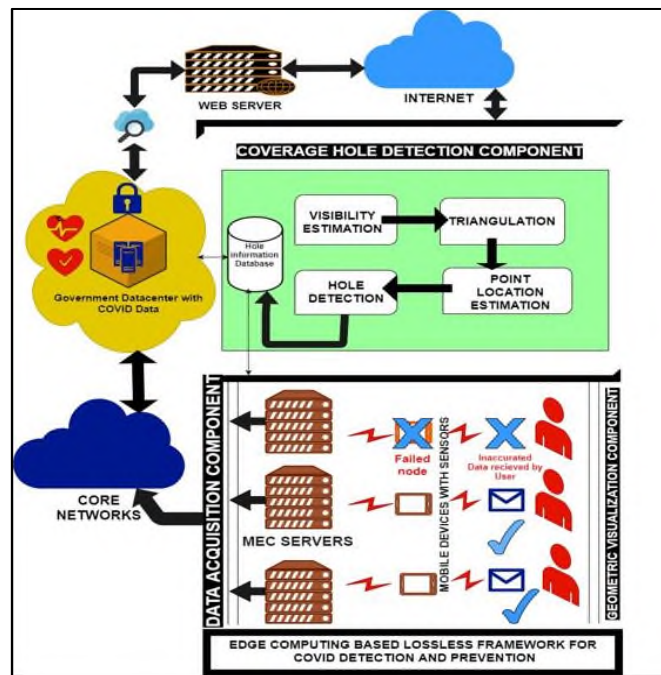 WEB SERVER
INTERNET
COVERAGE HOLE DETECTION COMPONENT
VISIBILITY
ESTIMATION
TRIANGULATION
Hole
information
Database
HOLE
DETECTION
POINT
LOCATION
ESTIMATION
Government Datacenter with
COVID Data
CORE
NETWORKS
DATA ACQUISITION COMPONENT
MEC SERVERS
Failed
node
MOBILE DEVICES WITH SENSORS
Inaccurated
Data recieved by
User
GEOMETRIC VISUALIZATION COMPONENT
EDGE COMPUTING BASED LOSSLESS FRAMEWORK FOR
COVID DETECTION AND PREVENTION